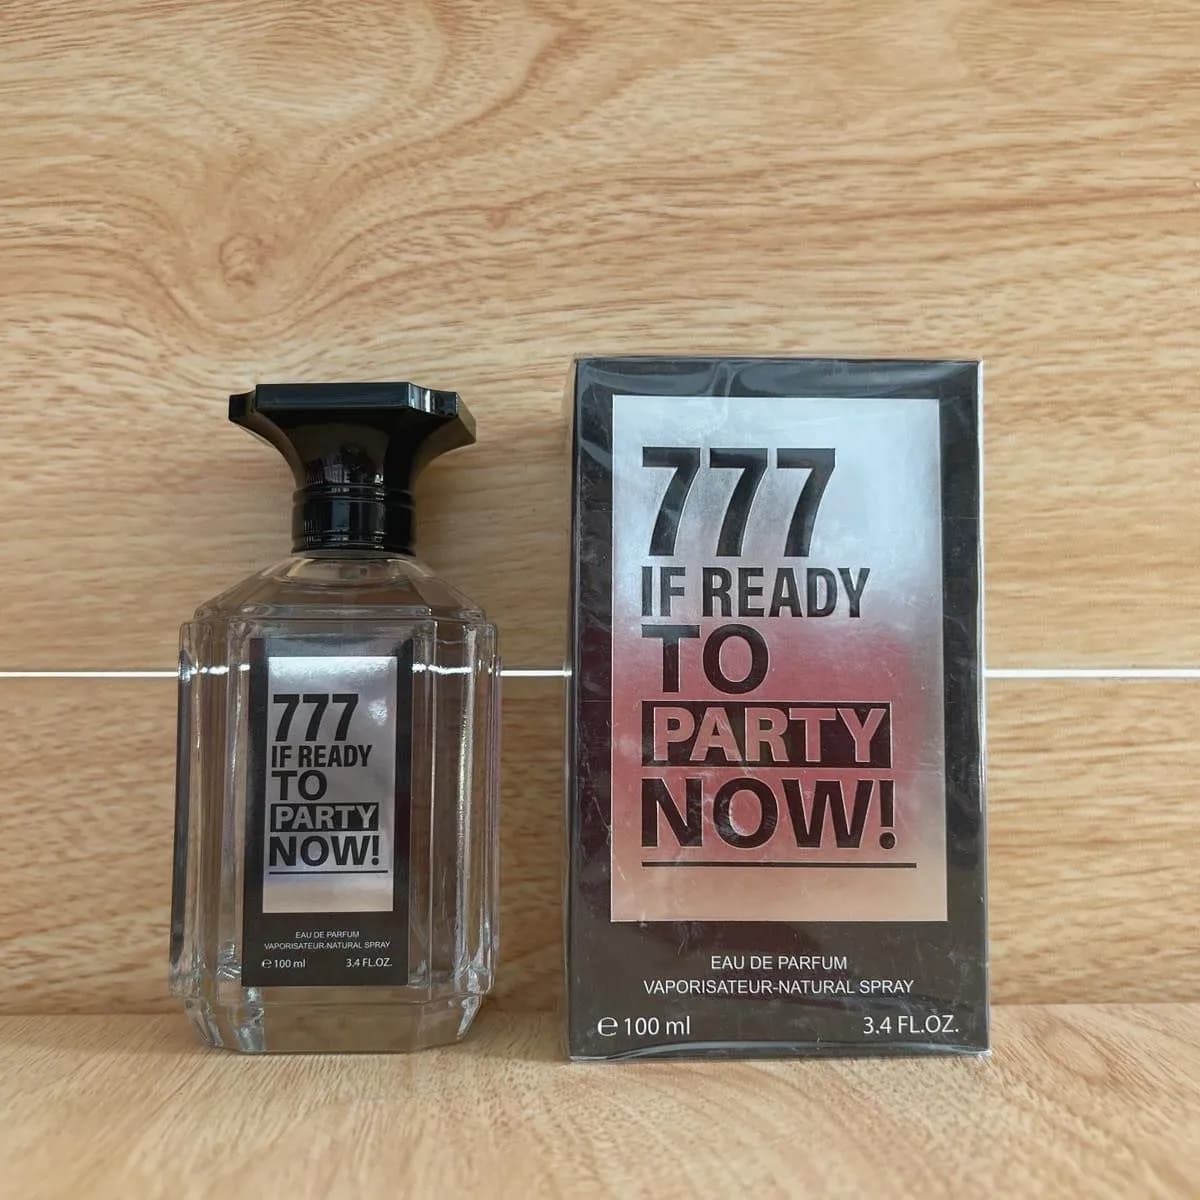 777
IF READY
TO
PARTY
NOW!
EAU DE PARFUM
VAPORISATEUR-NATURAL SPRAY
℮ 100 ml 3.4 FL.OZ.
777
IF READY
TO
PARTY
NOW!
EAU DE PARFUM
VAPORISATEUR-NATURAL SPRAY
℮ 100 ml 3.4 FL.OZ.